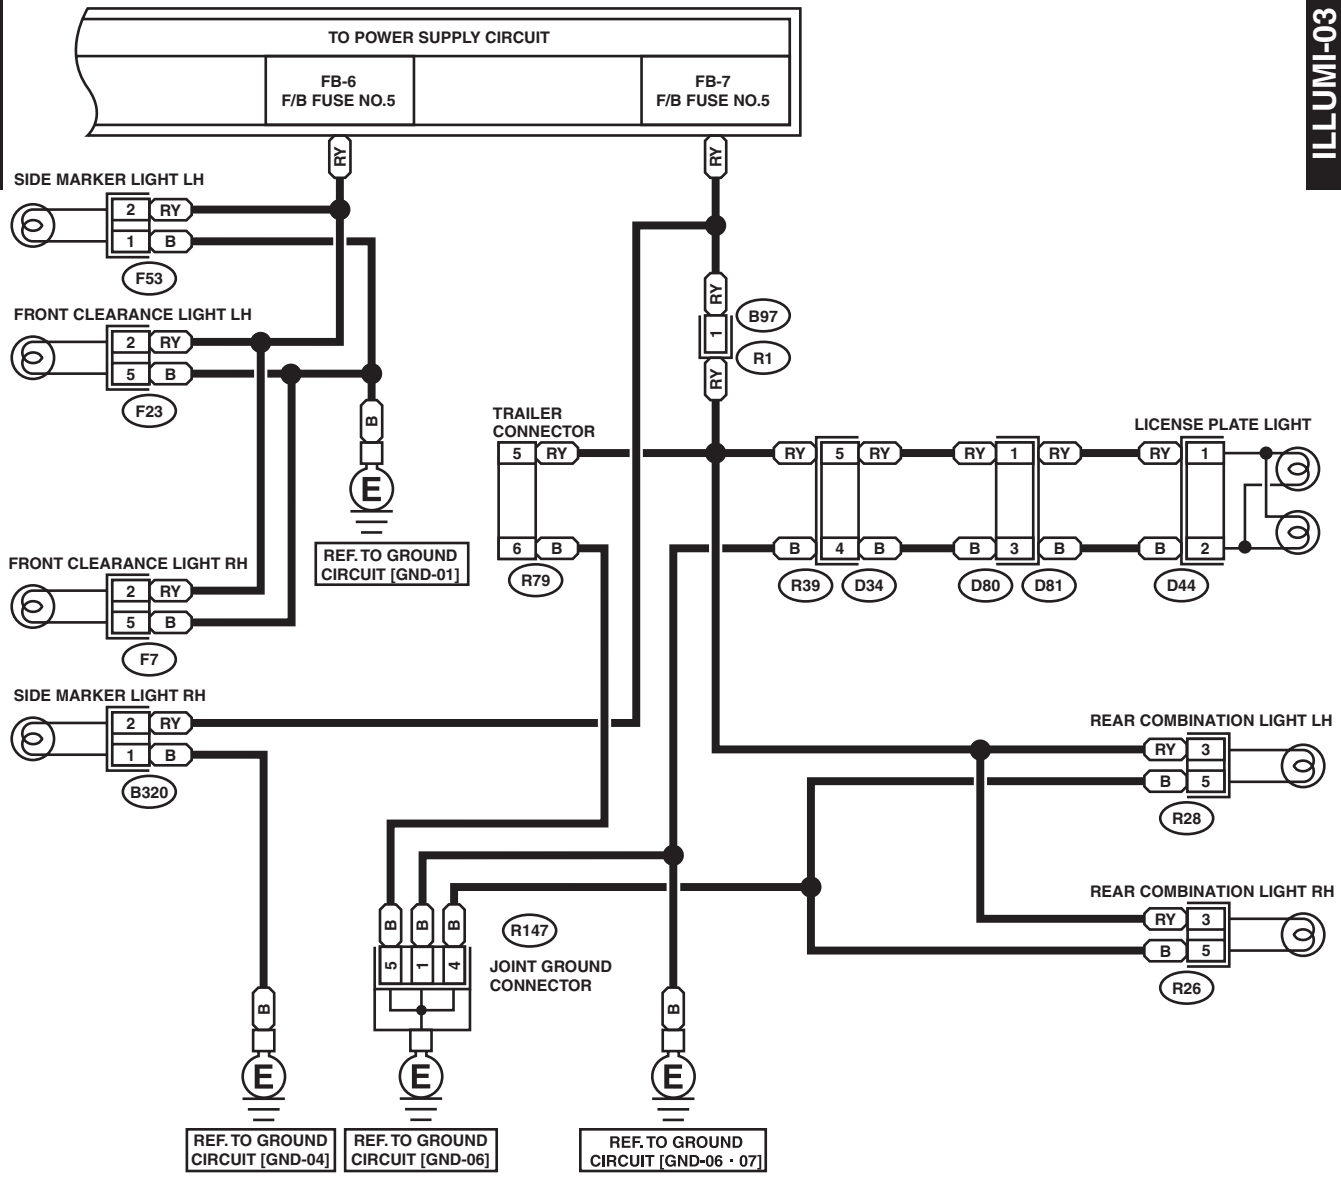 ILLUMI-03
TO POWER SUPPLY CIRCUIT
FB-6
F/B FUSE NO.5
FB-7
F/B FUSE NO.5
RY
RY
SIDE MARKER LIGHT LH
2 RY
1 B
F53
RY
1
RY
B97
R1
FRONT CLEARANCE LIGHT LH
2 RY
5 B
F23
B
E
REF. TO GROUND
CIRCUIT [GND-01]
TRAILER
CONNECTOR
5 RY
6 B
R79
RY 5 RY
B 4 B
R39 D34
RY 1 RY
B 3 B
D80 D81
LICENSE PLATE LIGHT
RY 1
B 2
D44
FRONT CLEARANCE LIGHT RH
2 RY
5 B
F7
SIDE MARKER LIGHT RH
2 RY
1 B
B320
REAR COMBINATION LIGHT LH
RY 3
B 5
R28
REAR COMBINATION LIGHT RH
RY 3
B 5
R26
B B B
5 1 4
R147
JOINT GROUND
CONNECTOR
B
B
E
E
E
REF. TO GROUND
CIRCUIT [GND-04]
REF. TO GROUND
CIRCUIT [GND-06]
REF. TO GROUND
CIRCUIT [GND-06 · 07]